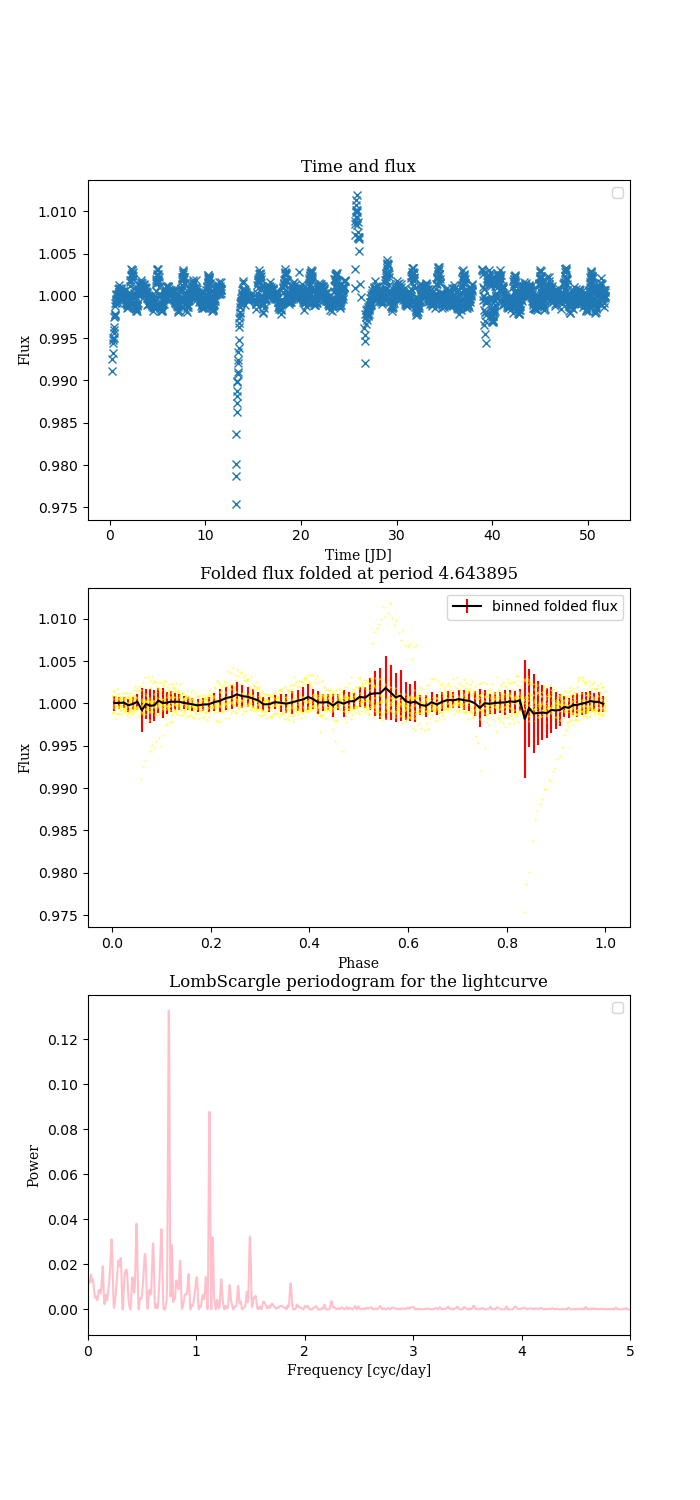 Time and flux
Flux
1.010
1.005
1.000
0.995
0.990
0.985
0.980
0.975
0 10 20 30 40 50
Time [JD]
Folded flux folded at period 4.643895
Flux
binned folded flux
1.010
1.005
1.000
0.995
0.990
0.985
0.980
0.975
0.0 0.2 0.4 0.6 0.8 1.0
Phase
LombScargle periodogram for the lightcurve
Power
0.12
0.10
0.08
0.06
0.04
0.02
0.00
0 1 2 3 4 5
Frequency [cyc/day]